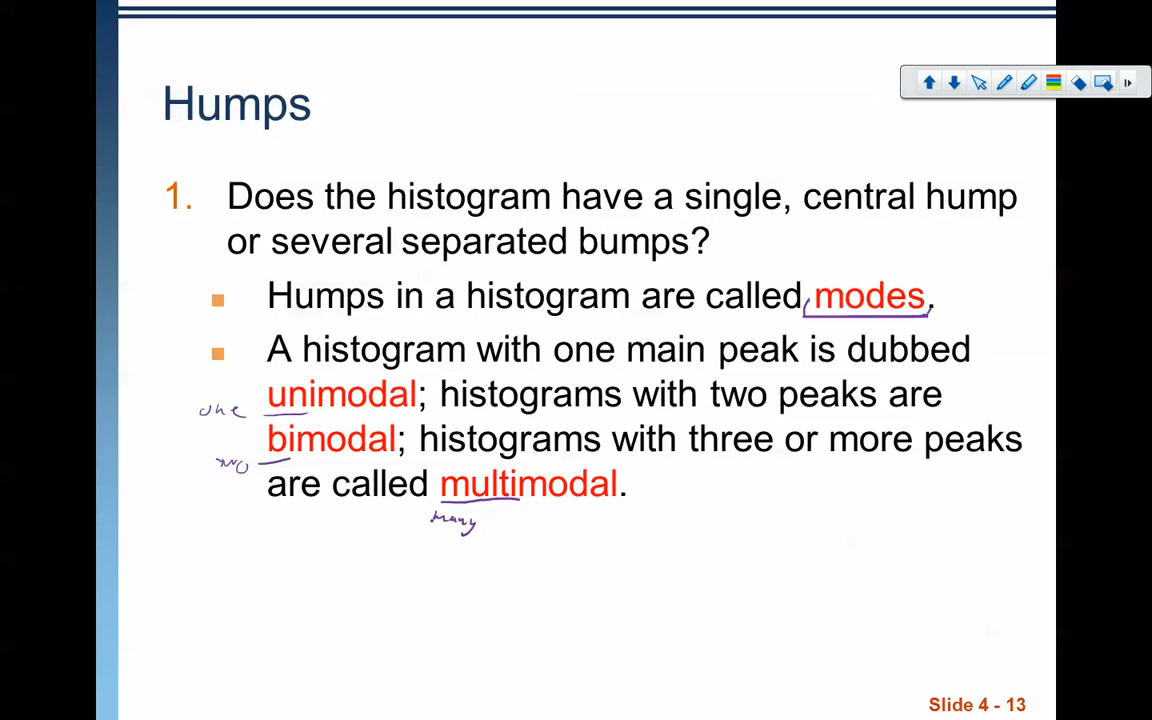 Humps
1. Does the histogram have a single, central hump
or several separated bumps?
Humps in a histogram are called modes.
A histogram with one main peak is dubbed
unimodal; histograms with two peaks are
one
bimodal; histograms with three or more peaks
two
are called multimodal.
many
Slide 4 - 13